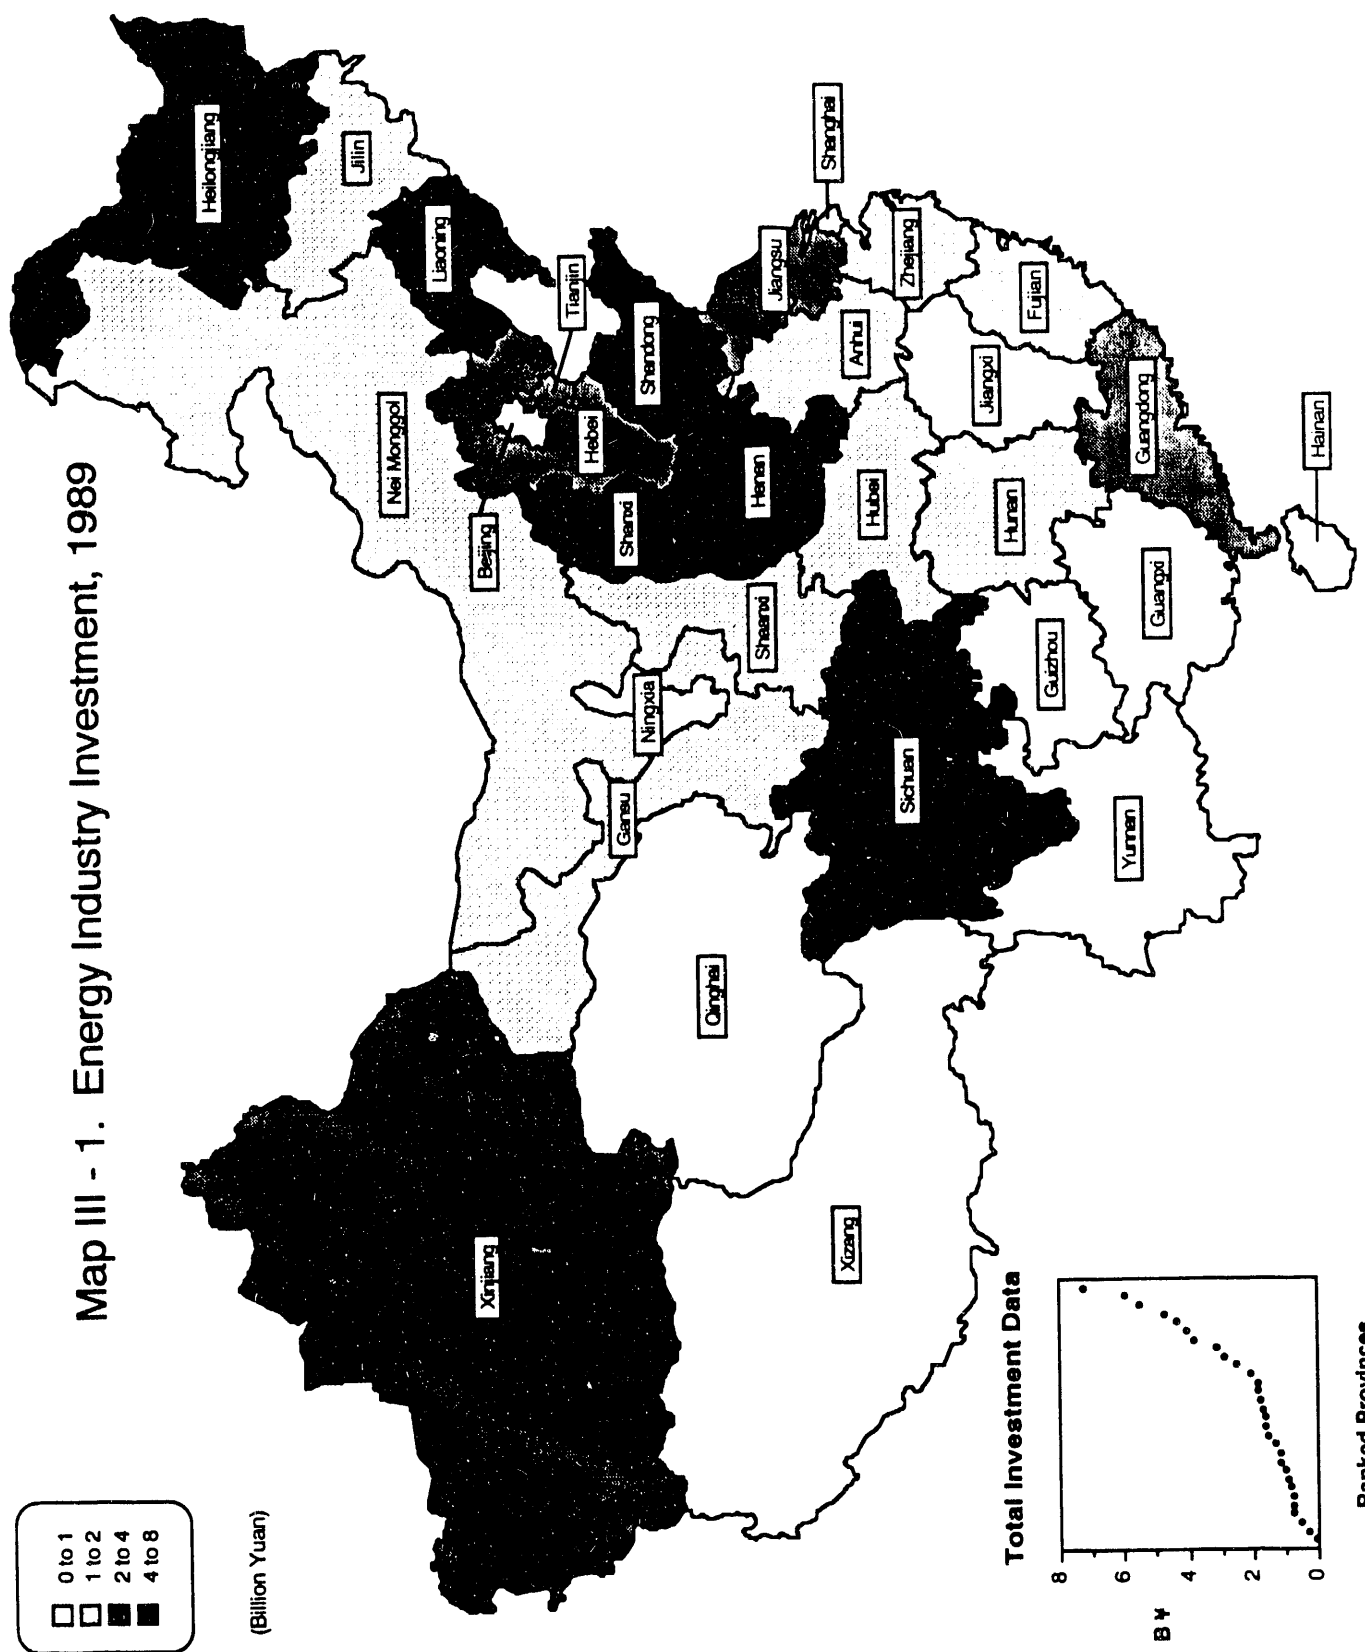 Map III - 1. Energy Industry Investment, 1989
0 to 1
1 to 2
2 to 4
4 to 8
(Billion Yuan)
Heilongjiang
Jilin
Liaoning
Nei Monggol
Beijing
Tianjin
Hebei
Shandong
Shanxi
Henan
Jiangsu
Shanghai
Anhui
Zhejiang
Xinjiang
Gansu
Ningxia
Shaanxi
Hubei
Qinghai
Sichuan
Hunan
Jiangxi
Fujian
Xizang
Guizhou
Yunnan
Guangxi
Guangdong
Hainan
Total Investment Data
8
6
4
2
0
B ¥
Ranked Provinces